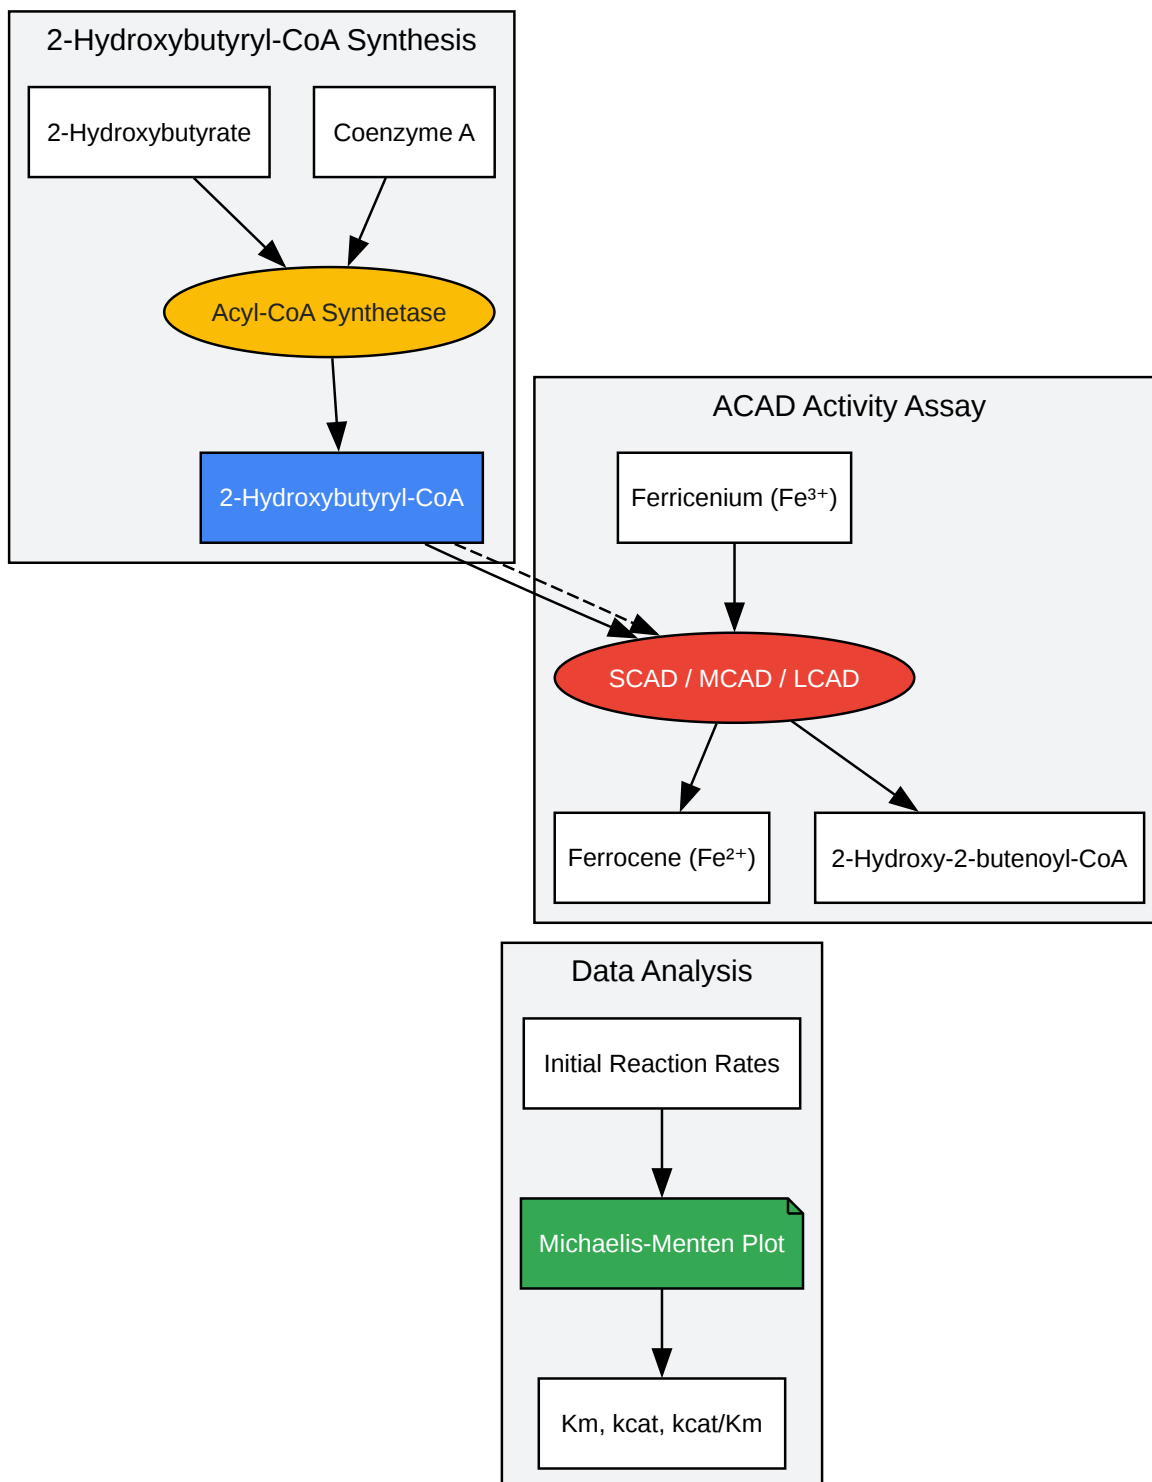 2-Hydroxybutyryl-CoA Synthesis
2-Hydroxybutyrate
Coenzyme A
Acyl-CoA Synthetase
2-Hydroxybutyryl-CoA
ACAD Activity Assay
Ferricenium (Fe³⁺)
SCAD / MCAD / LCAD
Ferrocene (Fe²⁺)
2-Hydroxy-2-butenoyl-CoA
Data Analysis
Initial Reaction Rates
Michaelis-Menten Plot
Km, kcat, kcat/Km